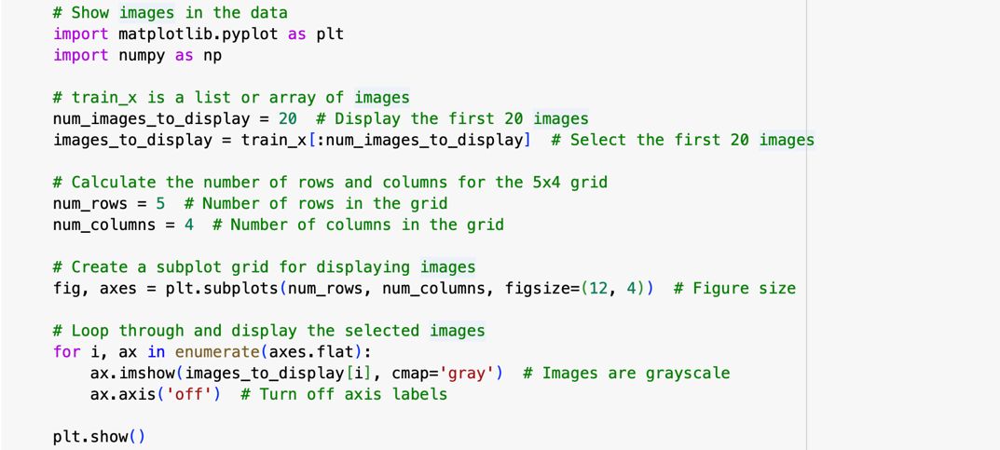 # Show images in the data
import matplotlib.pyplot as plt
import numpy as np
# train_x is a list or array of images
num_images_to_display = 20  # Display the first 20 images
images_to_display = train_x[:num_images_to_display]  # Select the first 20 images
# Calculate the number of rows and columns for the 5x4 grid
num_rows = 5  # Number of rows in the grid
num_columns = 4  # Number of columns in the grid
# Create a subplot grid for displaying images
fig, axes = plt.subplots(num_rows, num_columns, figsize=(12, 4))  # Figure size
# Loop through and display the selected images
for i, ax in enumerate(axes.flat):
    ax.imshow(images_to_display[i], cmap='gray')  # Images are grayscale
    ax.axis('off')  # Turn off axis labels
plt.show()